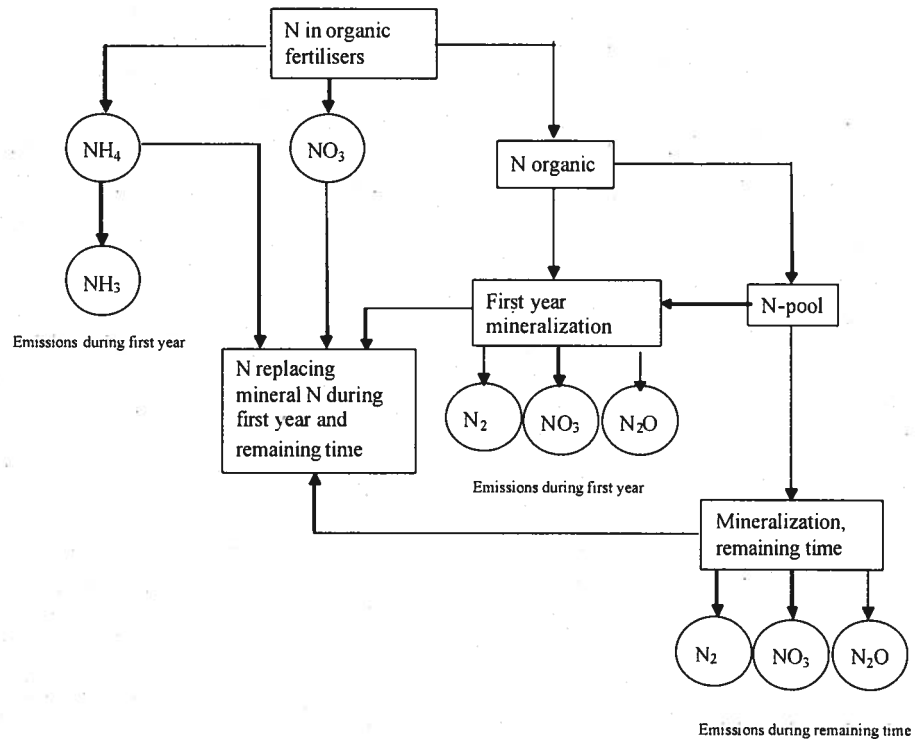 N in organic
fertilisers
NH₄
NO₃
N organic
NH₃
First year
mineralization
N-pool
Emissions during first year
N replacing
mineral N during
first year and
remaining time
N₂
NO₃
N₂O
Emissions during first year
Mineralization,
remaining time
N₂
NO₃
N₂O
Emissions during remaining time